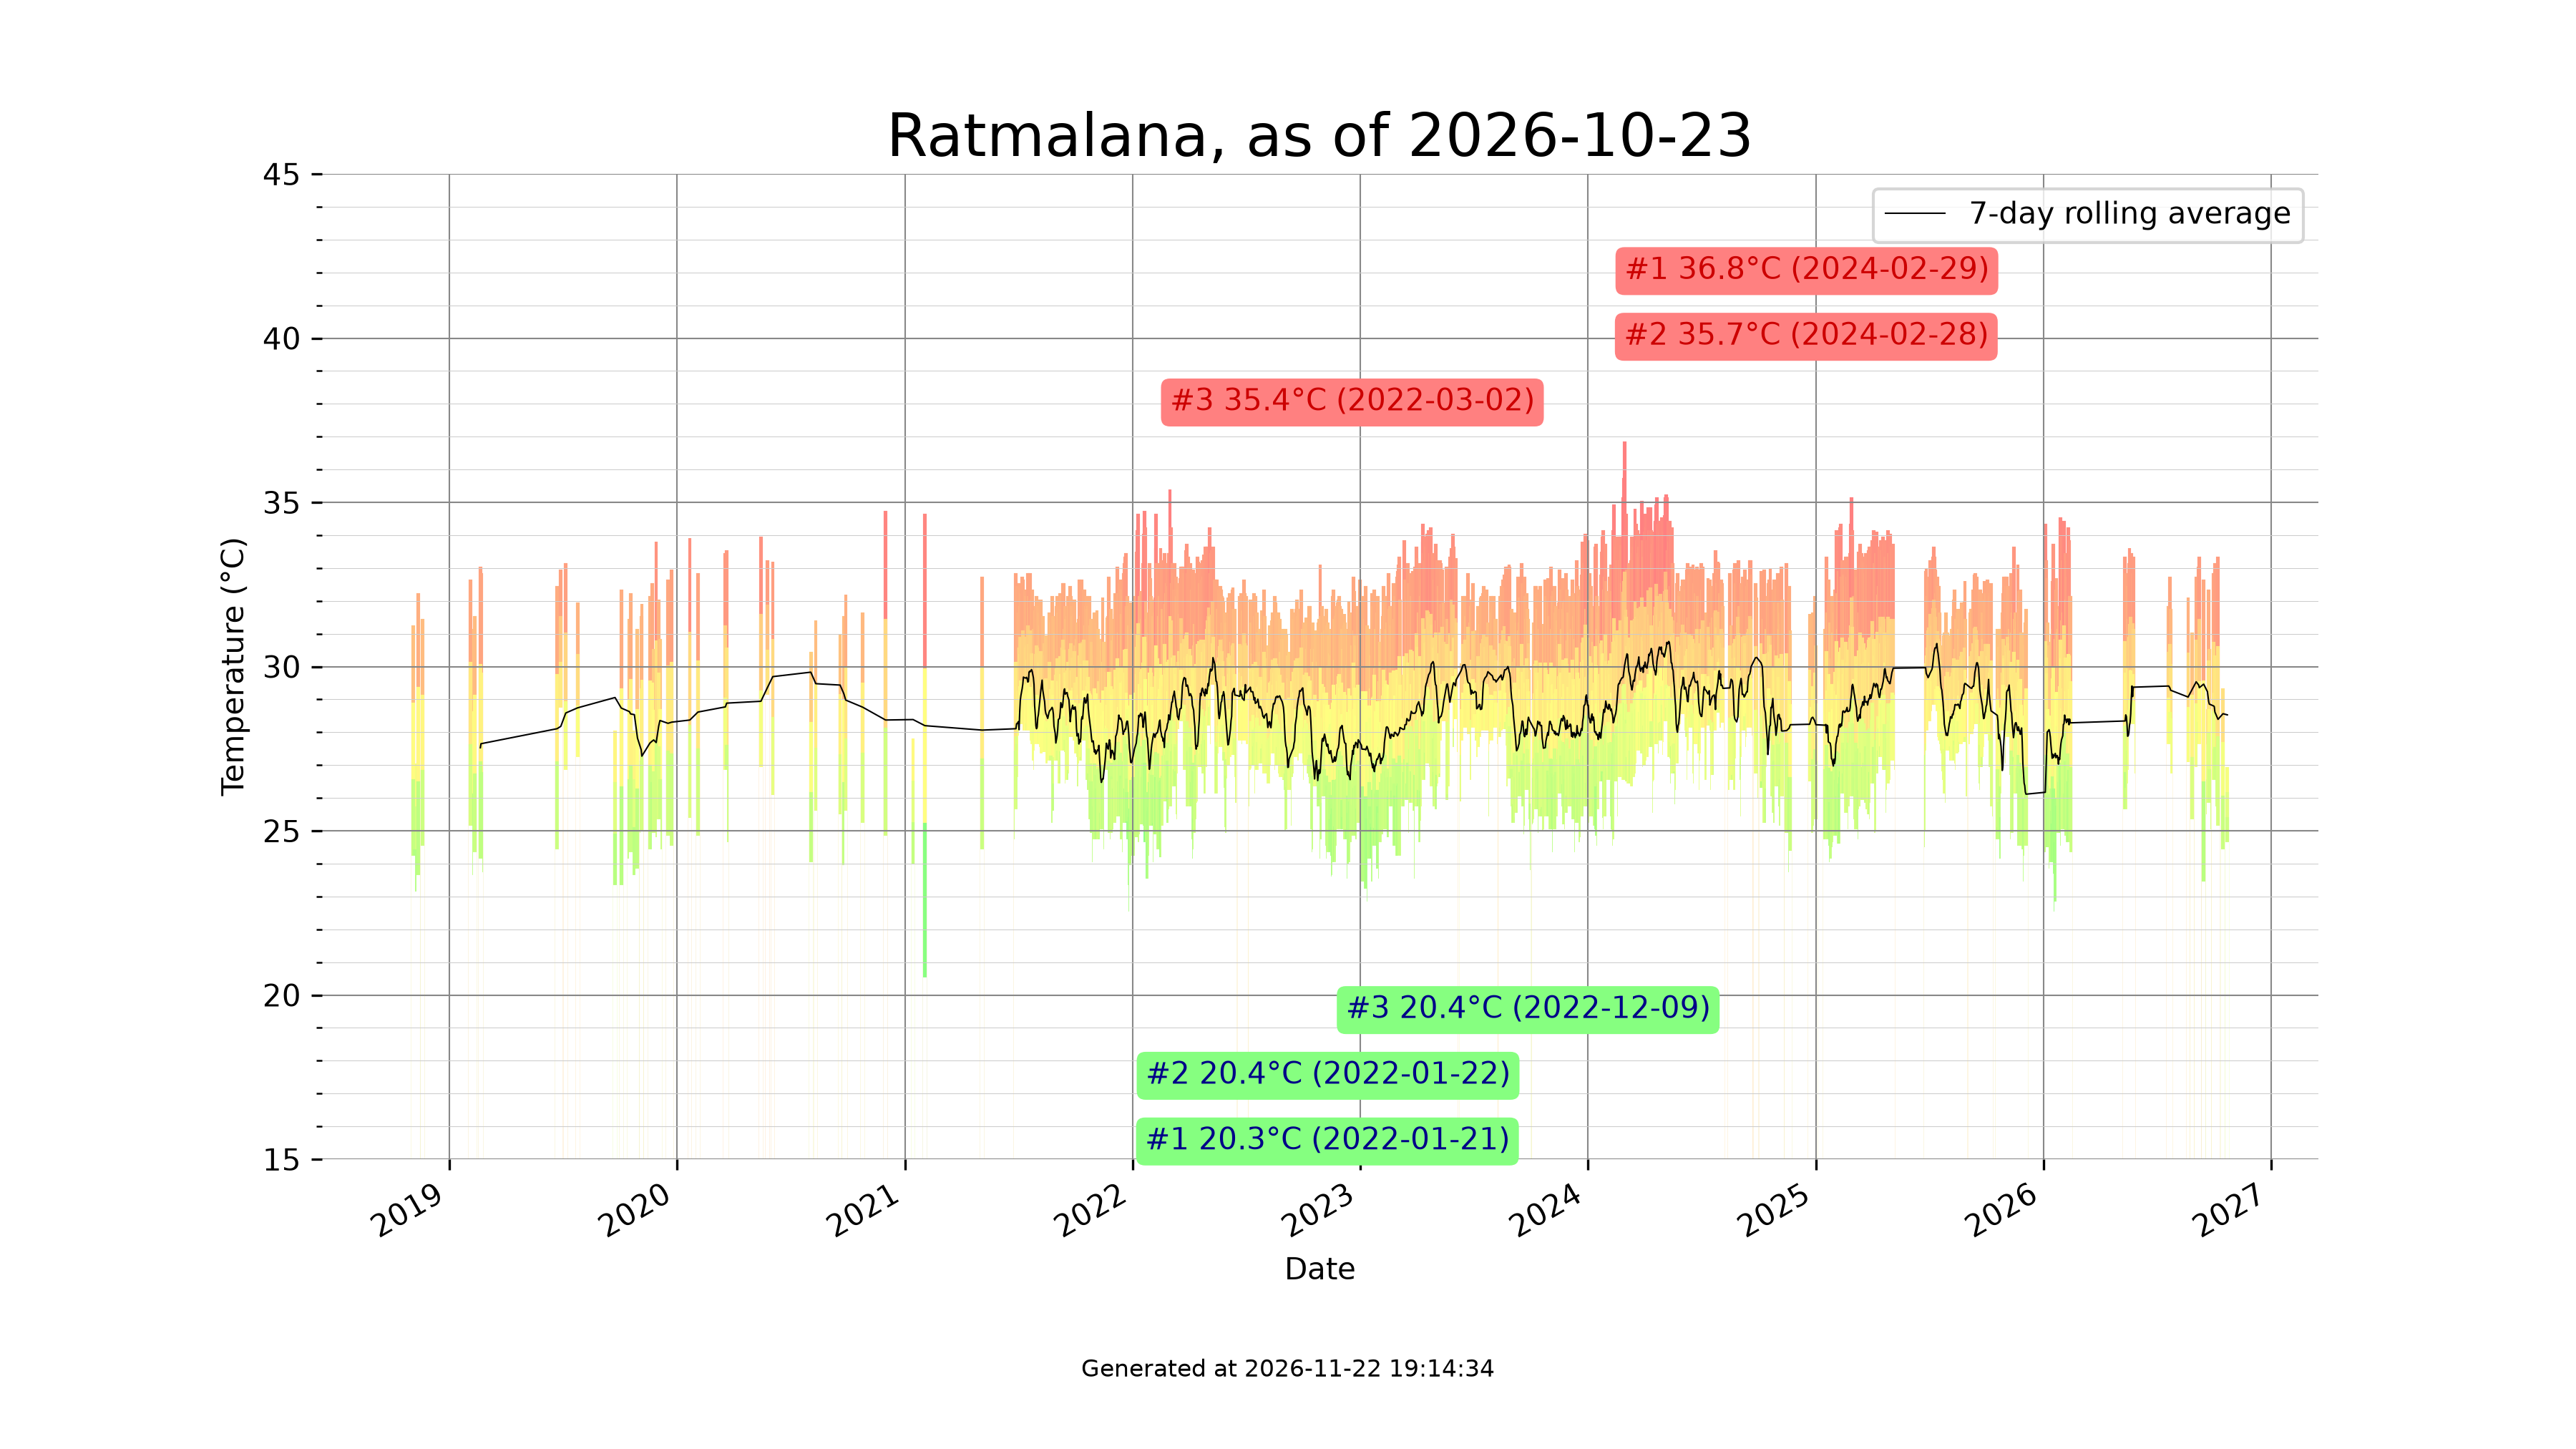 Ratmalana, as of 2026-10-23
45
40
35
30
25
20
15
Temperature (°C)
7-day rolling average
#1 36.8°C (2024-02-29)
#2 35.7°C (2024-02-28)
#3 35.4°C (2022-03-02)
#3 20.4°C (2022-12-09)
#2 20.4°C (2022-01-22)
#1 20.3°C (2022-01-21)
2019 2020 2021 2022 2023 2024 2025 2026 2027
Date
Generated at 2026-11-22 19:14:34